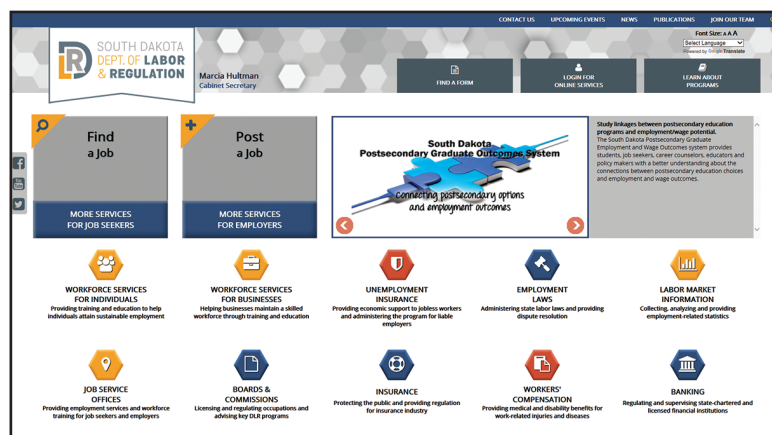 CONTACT US UPCOMING EVENTS NEWS PUBLICATIONS JOIN OUR TEAM
Font Size: A A A
Select Language
Powered by Google Translate
SOUTH DAKOTA
DEPT. OF LABOR
& REGULATION
DLR
Marcia Hultman
Cabinet Secretary
FIND A FORM
LOGIN FOR
ONLINE SERVICES
LEARN ABOUT
PROGRAMS
Find
a Job
MORE SERVICES
FOR JOB SEEKERS
Post
a Job
MORE SERVICES
FOR EMPLOYERS
South Dakota
Postsecondary Graduate Outcomes System
Connecting postsecondary options
and employment outcomes
Study linkages between postsecondary education
programs and employment/wage potential.
The South Dakota Postsecondary Graduate
Employment and Wage Outcomes system provides
students, job seekers, career counselors, educators and
policy makers with a better understanding about the
connections between postsecondary education choices
and employment and wage outcomes.
You
Tube
WORKFORCE SERVICES
FOR INDIVIDUALS
Providing training and education to help
individuals attain sustainable employment
WORKFORCE SERVICES
FOR BUSINESSES
Helping businesses maintain a skilled
workforce through training and education
UNEMPLOYMENT
INSURANCE
Providing economic support to jobless workers
and administering the program for liable
employers
EMPLOYMENT
LAWS
Administering state labor laws and providing
dispute resolution
LABOR MARKET
INFORMATION
Collecting, analyzing and providing
employment-related statistics
JOB SERVICE
OFFICES
Providing employment services and workforce
training for job seekers and employers
BOARDS &
COMMISSIONS
Licensing and regulating occupations and
advising key DLR programs
INSURANCE
Protecting the public and providing regulation
for insurance industry
WORKERS'
COMPENSATION
Providing medical and disability benefits for
work-related injuries and diseases
BANKING
Regulating and supervising state-chartered and
licensed financial institutions